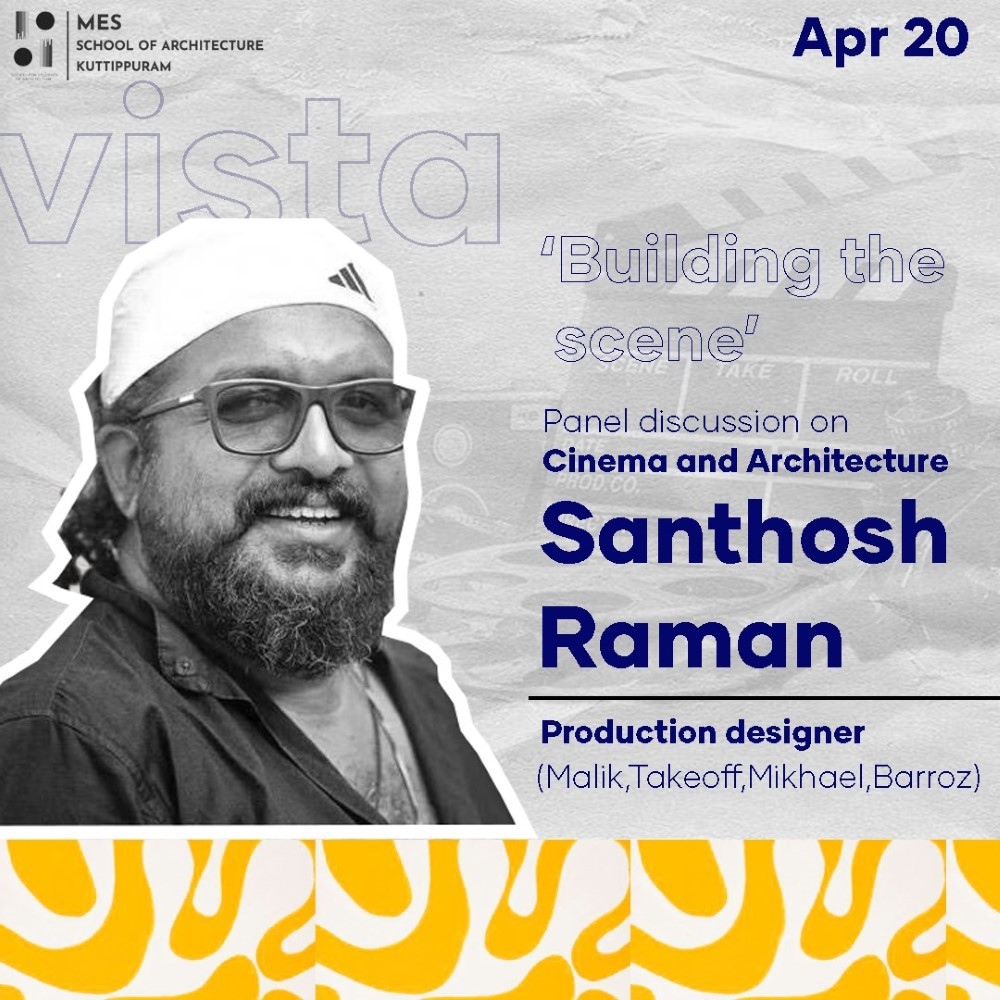 MES
SCHOOL OF ARCHITECTURE
KUTTIPPURAM
Apr 20
vista
‘Building the
scene’
SCENE TAKE ROLL
Panel discussion on
Cinema and Architecture
PROD.CO.
Santhosh
Raman
Production designer
(Malik,Takeoff,Mikhael,Barroz)